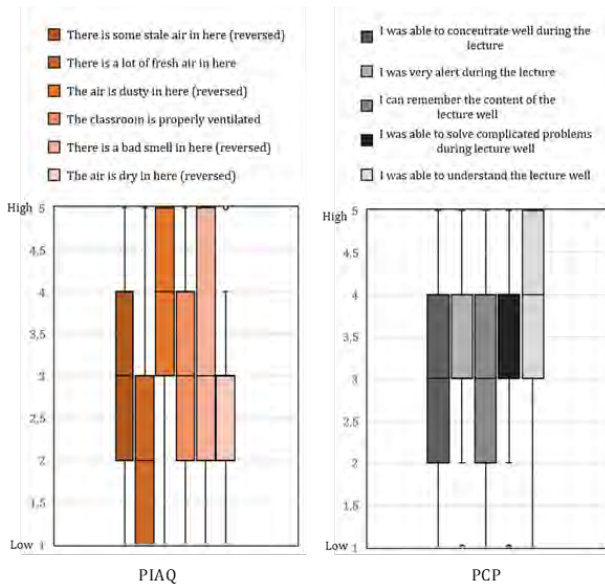 There is some stale air in here (reversed)
There is a lot of fresh air in here
The air is dusty in here (reversed)
The classroom is properly ventilated
There is a bad smell in here (reversed)
The air is dry in here (reversed)
High 5
4,5
4
3,5
3
2,5
2
1,5
Low 1
PIAQ
I was able to concentrate well during the
lecture
I was very alert during the lecture
I can remember the content of the
lecture well
I was able to solve complicated problems
during lecture well
I was able to understand the lecture well
High 5
4,5
4
3,5
3
2,5
2
1,5
Low 1
PCP